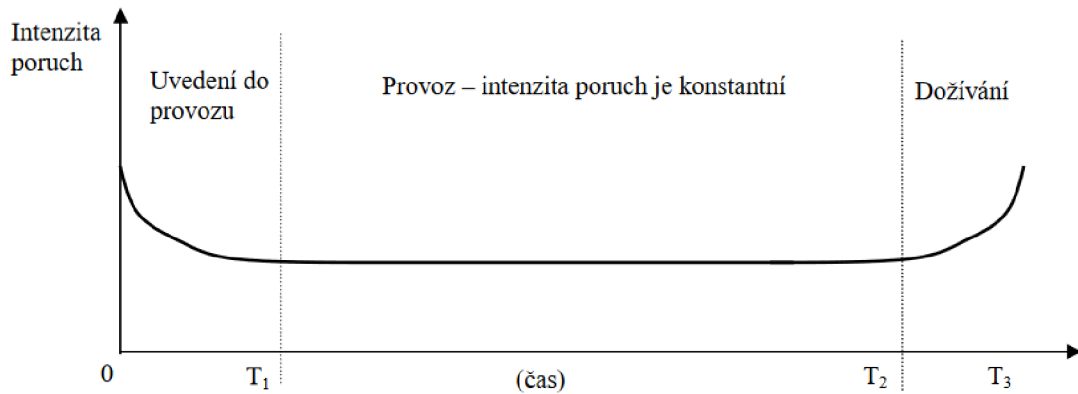 Intenzita
poruch
Uvedení do
provozu
Provoz – intenzita poruch je konstantní
Dožívání
0
T₁
(čas)
T₂
T₃